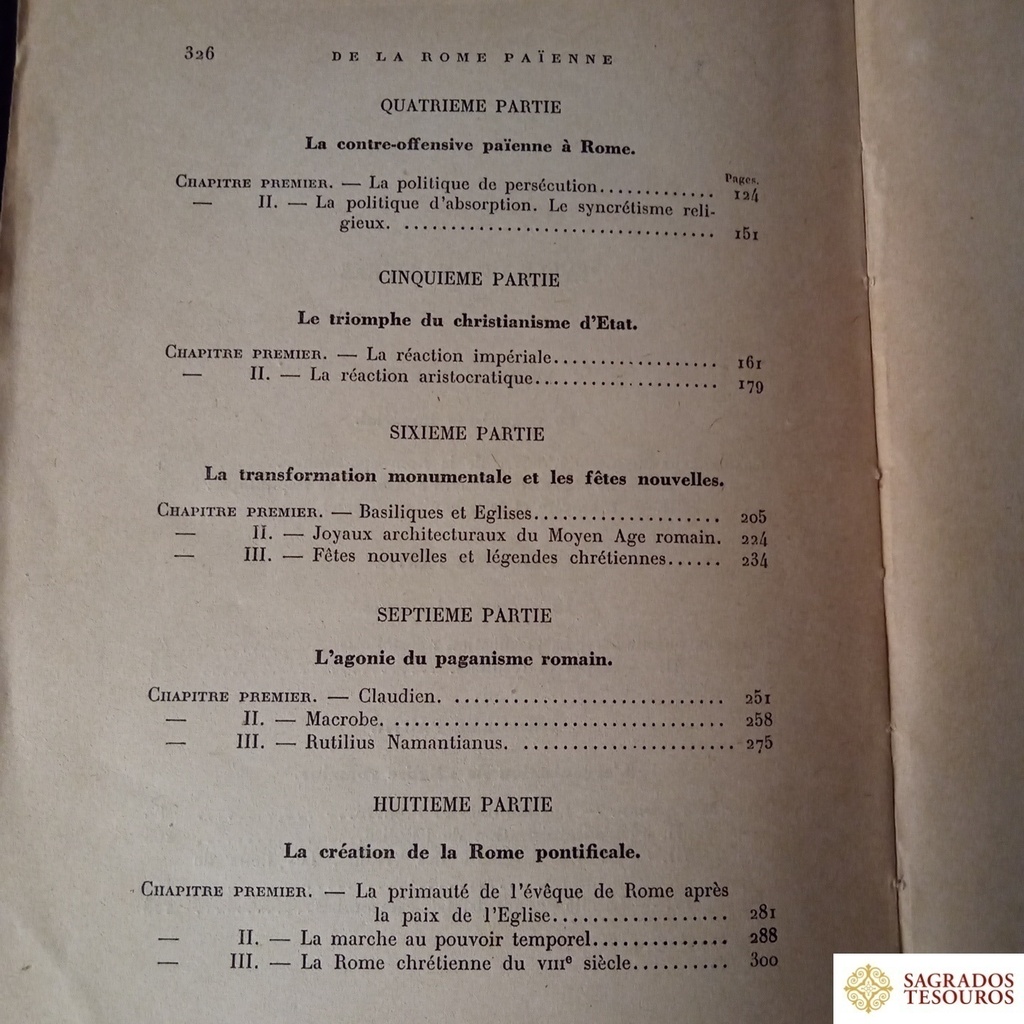 326 DE LA ROME PAÏENNE
QUATRIEME PARTIE
La contre-offensive païenne à Rome.
Pages.
CHAPITRE PREMIER. — La politique de persécution............. 124
— II. — La politique d'absorption. Le syncrétisme reli-
gieux. ................................. 151
CINQUIEME PARTIE
Le triomphe du christianisme d'Etat.
CHAPITRE PREMIER. — La réaction impériale.................. 161
— II. — La réaction aristocratique.................... 179
SIXIEME PARTIE
La transformation monumentale et les fêtes nouvelles.
CHAPITRE PREMIER. — Basiliques et Eglises.................... 205
— II. — Joyaux architecturaux du Moyen Age romain. 224
— III. — Fêtes nouvelles et légendes chrétiennes...... 234
SEPTIEME PARTIE
L'agonie du paganisme romain.
CHAPITRE PREMIER. — Claudien. ............................ 251
— II. — Macrobe. .................................. 258
— III. — Rutilius Namantianus. ...................... 275
HUITIEME PARTIE
La création de la Rome pontificale.
CHAPITRE PREMIER. — La primauté de l'évêque de Rome après
la paix de l'Eglise.................. 281
— II. — La marche au pouvoir temporel.............. 288
— III. — La Rome chrétienne du VIIIe siècle.......... 300
SAGRADOS
TESOUROS